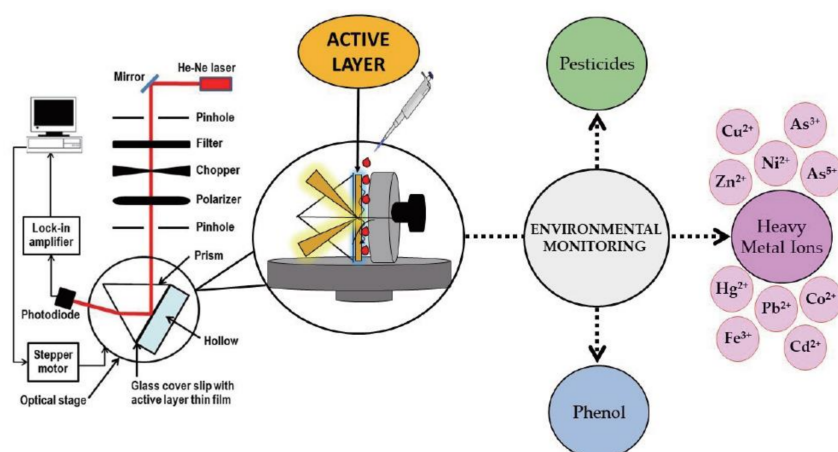 He-Ne laser
Mirror
Pinhole
Filter
Chopper
Polarizer
Pinhole
Lock-in
amplifier
Prism
Photodiode
Hollow
Stepper
motor
Glass cover slip with
active layer thin film
Optical stage
ACTIVE
LAYER
Pesticides
ENVIRONMENTAL
MONITORING
Phenol
Heavy
Metal Ions
Cu²⁺
As³⁺
Zn²⁺
Ni²⁺
As⁵⁺
Hg²⁺
Pb²⁺
Co²⁺
Fe³⁺
Cd²⁺